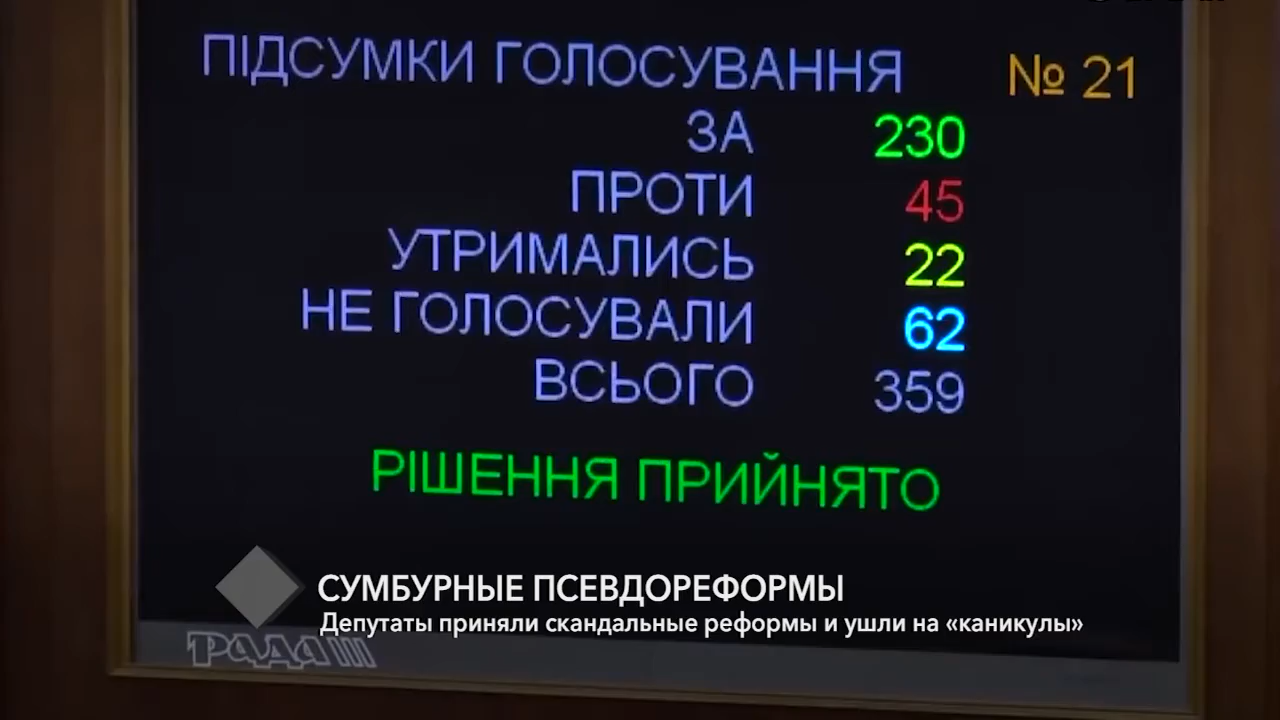 ПІДСУМКИ ГОЛОСУВАННЯ № 21
ЗА 230
ПРОТИ 45
УТРИМАЛИСЬ 22
НЕ ГОЛОСУВАЛИ 62
ВСЬОГО 359
РІШЕННЯ ПРИЙНЯТО
СУМБУРНЫЕ ПСЕВДОРЕФОРМЫ
Депутаты приняли скандальные реформы и ушли на «каникулы»
РАДА III